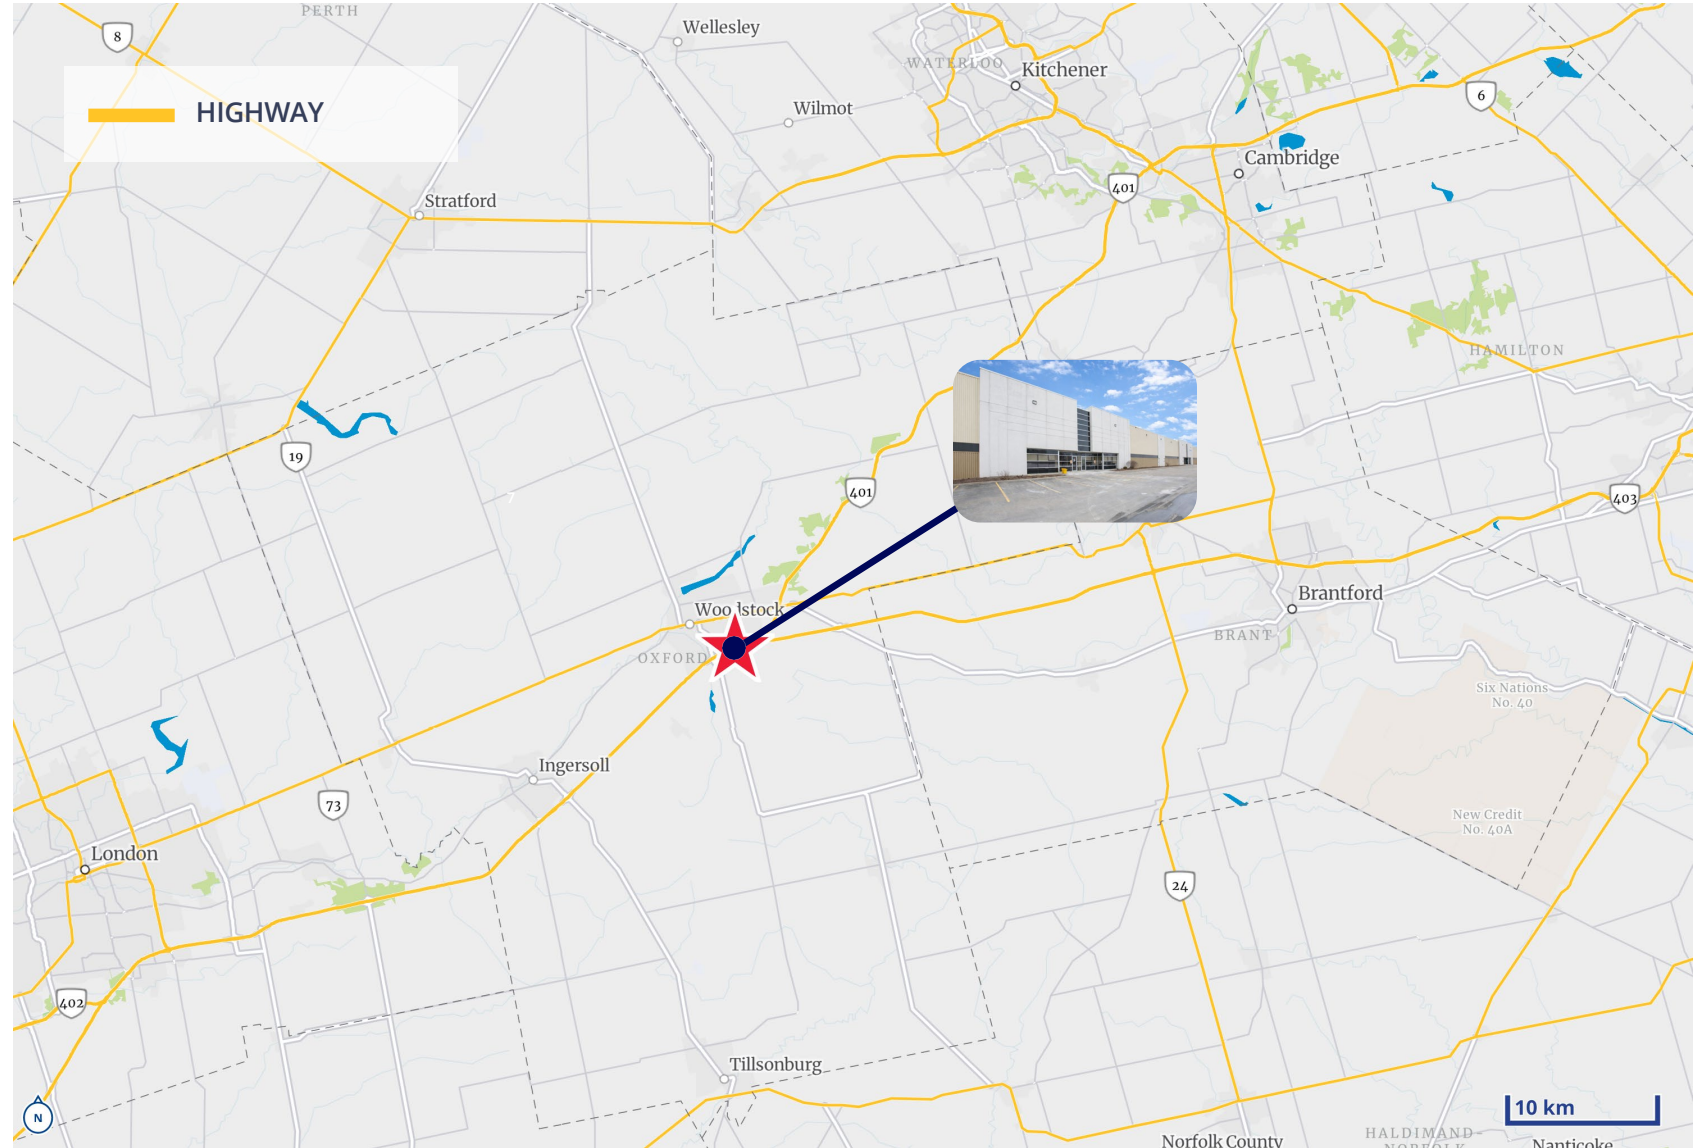 PERTH
8
Wellesley
WATERLOO
Kitchener
HIGHWAY
Wilmot
6
Cambridge
401
Stratford
HAMILTON
19
401
7
403
Woodstock
Brantford
BRANT
OXFORD
Six Nations
No. 40
Ingersoll
73
New Credit
No. 40A
London
24
402
Tillsonburg
N
10 km
Norfolk County
HALDIMAND-
NORFOLK
Nanticoke